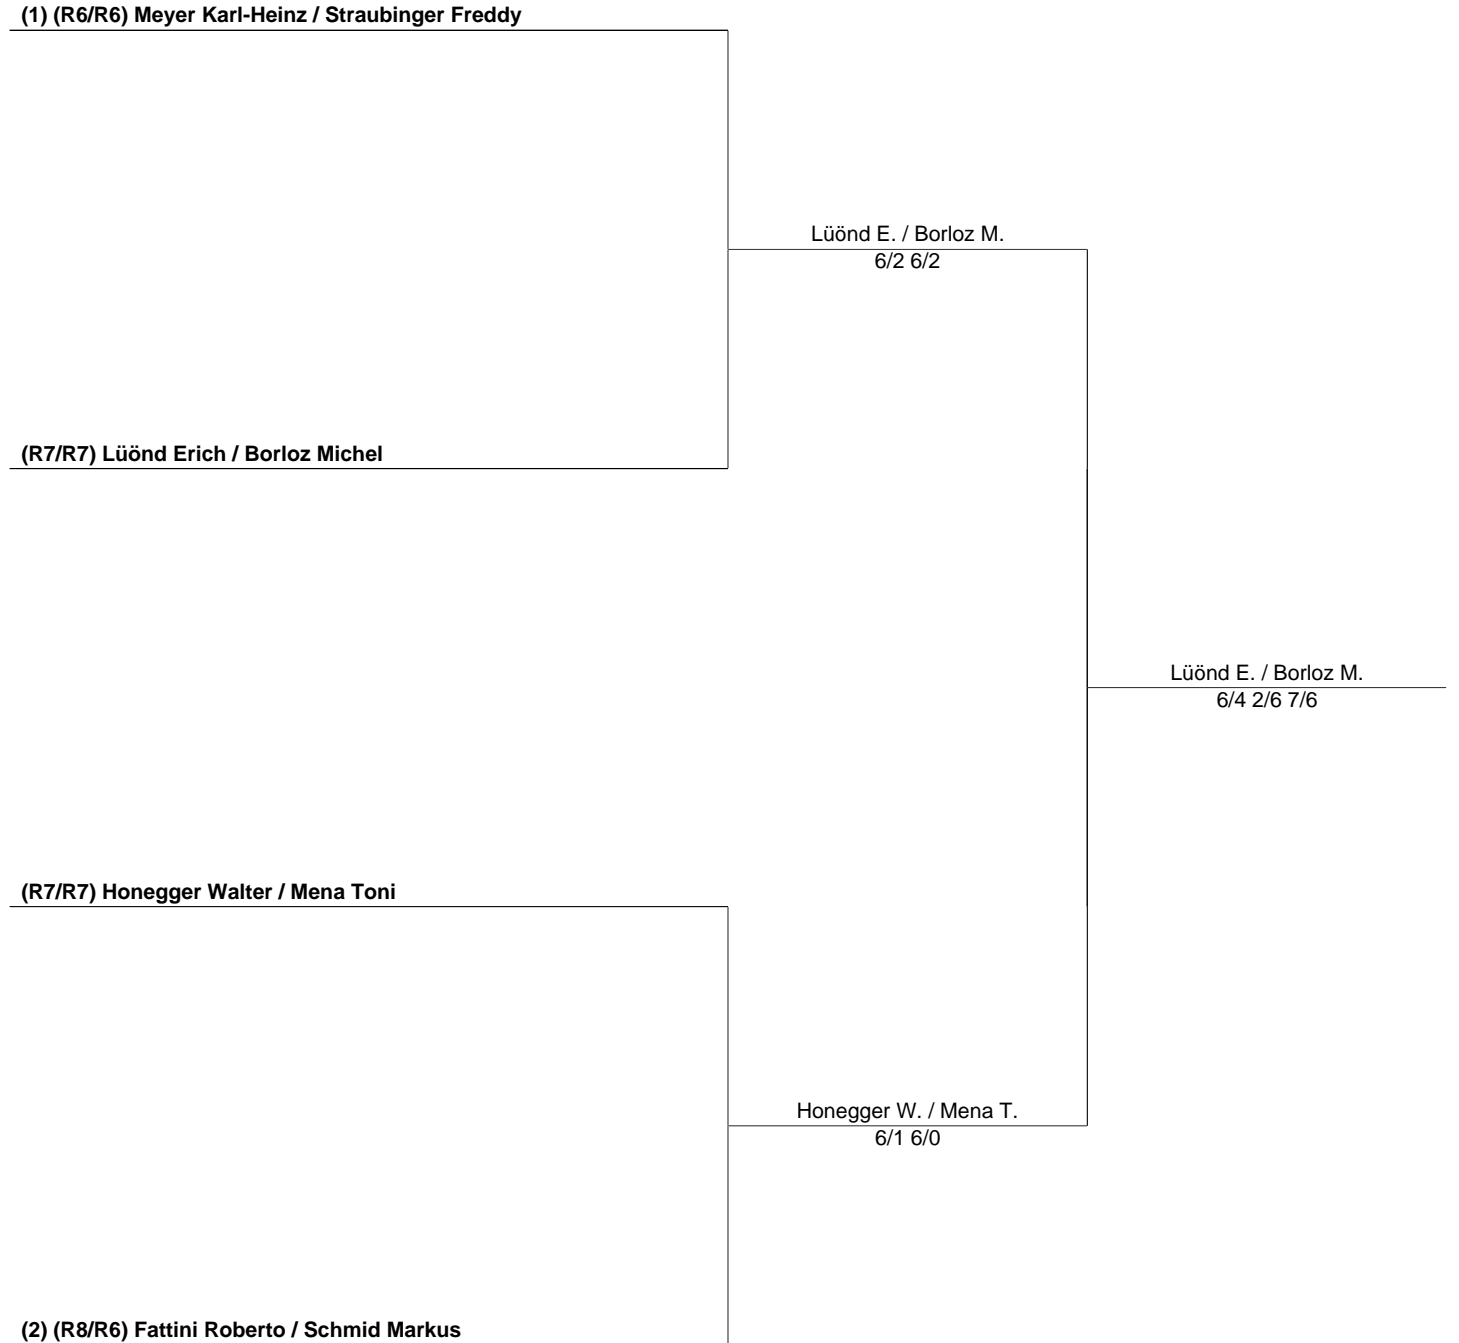 (1) (R6/R6) Meyer Karl-Heinz / Straubinger Freddy
Lüönd E. / Borloz M.
6/2 6/2
(R7/R7) Lüönd Erich / Borloz Michel
Lüönd E. / Borloz M.
6/4 2/6 7/6
(R7/R7) Honegger Walter / Mena Toni
Honegger W. / Mena T.
6/1 6/0
(2) (R8/R6) Fattini Roberto / Schmid Markus